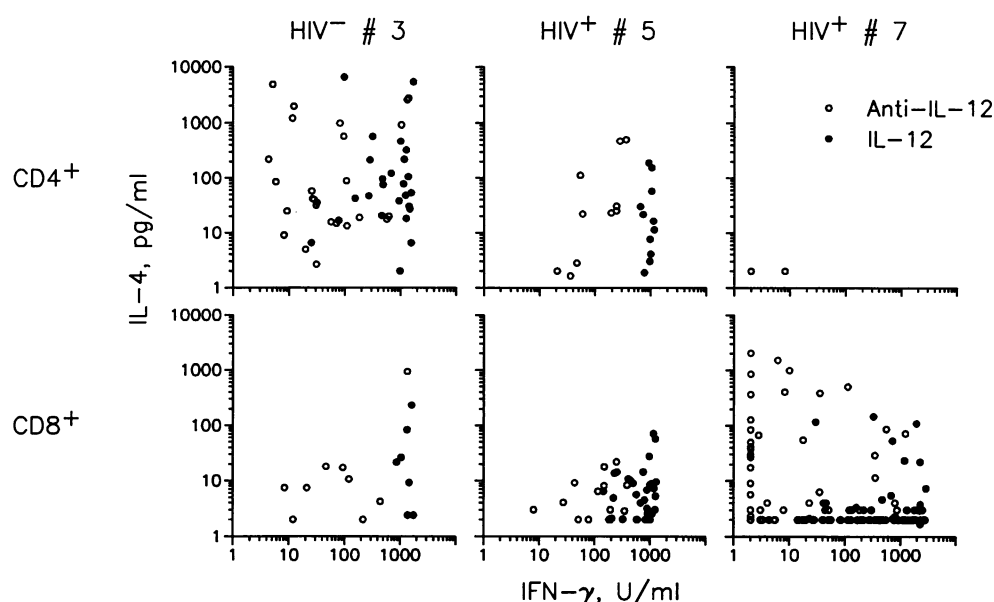 HIV⁻ # 3 HIV⁺ # 5 HIV⁺ # 7
10000
1000
100
10
1
CD4⁺
○ Anti-IL-12
● IL-12
IL-4, pg/ml
1000
100
10
1
CD8⁺
1 10 100 1000 1 10 100 1000 1 10 100 1000
IFN-γ, U/ml